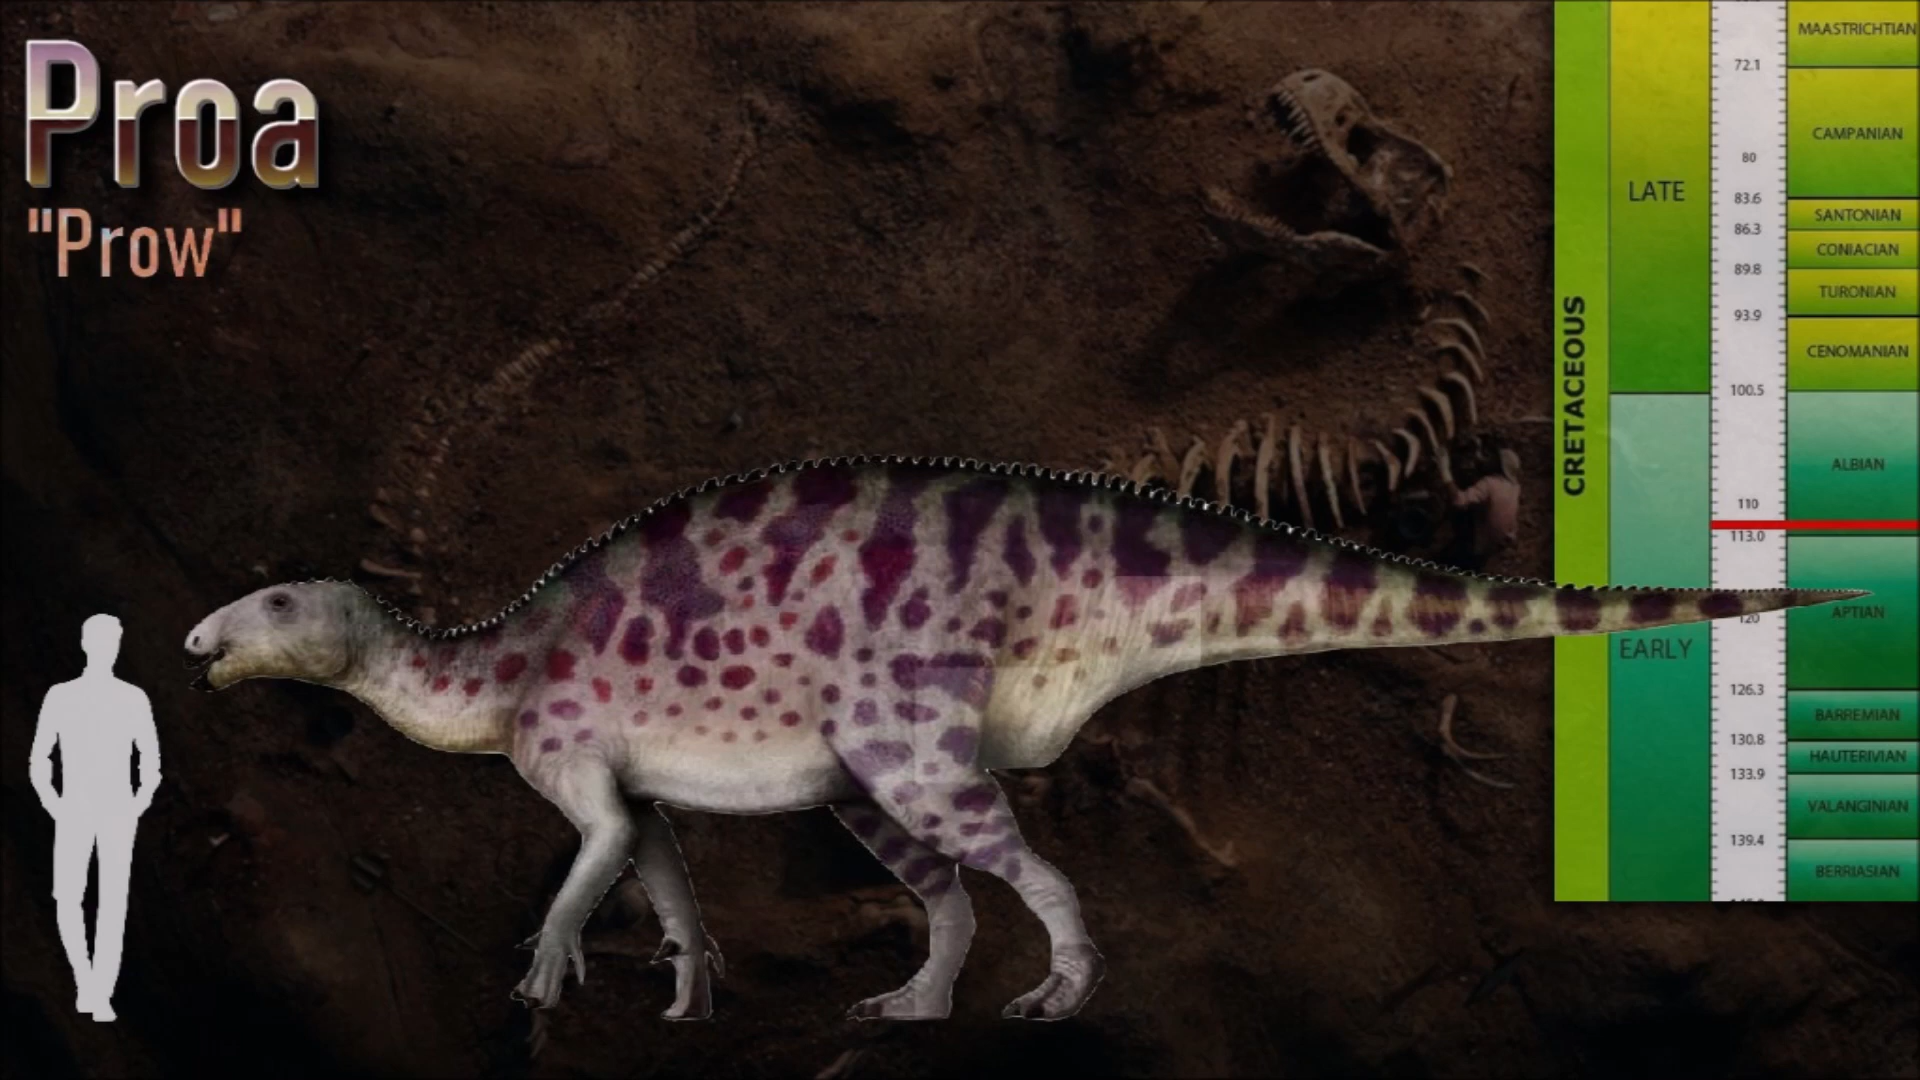 Proa
"Prow"
CRETACEOUS
LATE
EARLY
72.1
80
83.6
86.3
89.8
93.9
100.5
110
113.0
120
126.3
130.8
133.9
139.4
MAASTRICHTIAN
CAMPANIAN
SANTONIAN
CONIACIAN
TURONIAN
CENOMANIAN
ALBIAN
APTIAN
BARREMIAN
HAUTERIVIAN
VALANGINIAN
BERRIASIAN